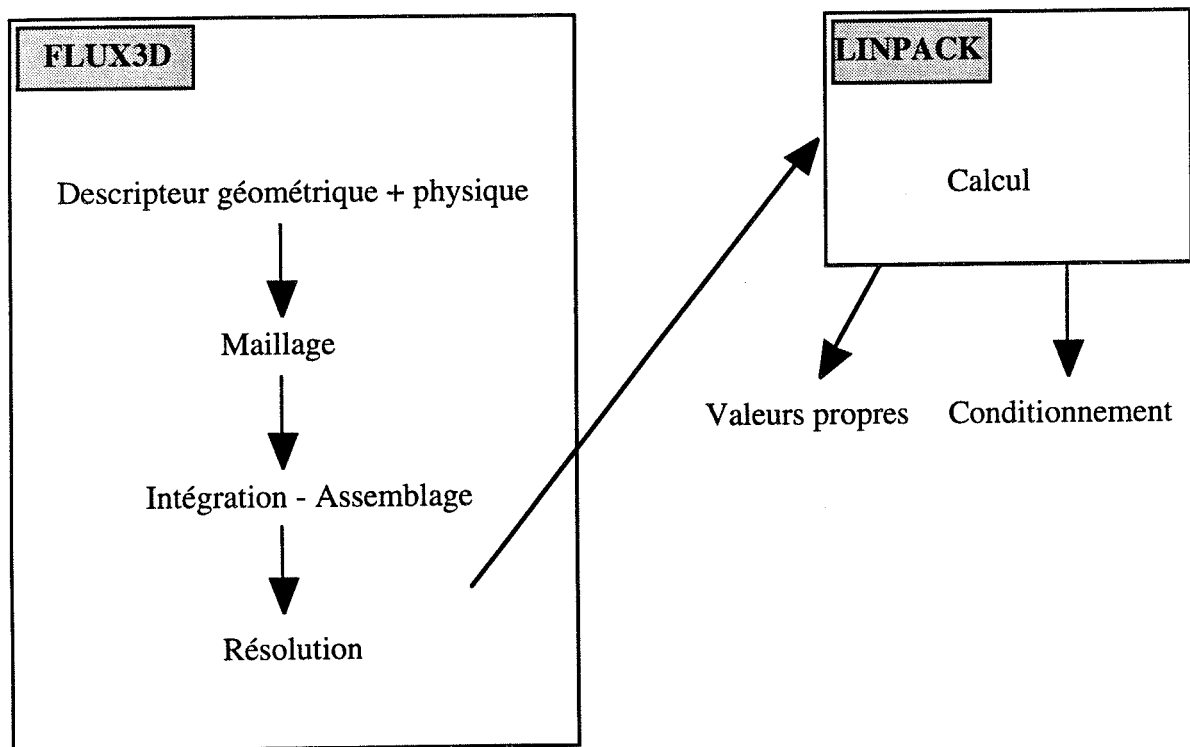 FLUX3D
Descripteur géométrique + physique
Maillage
Intégration - Assemblage
Résolution
LINPACK
Calcul
Valeurs propres
Conditionnement